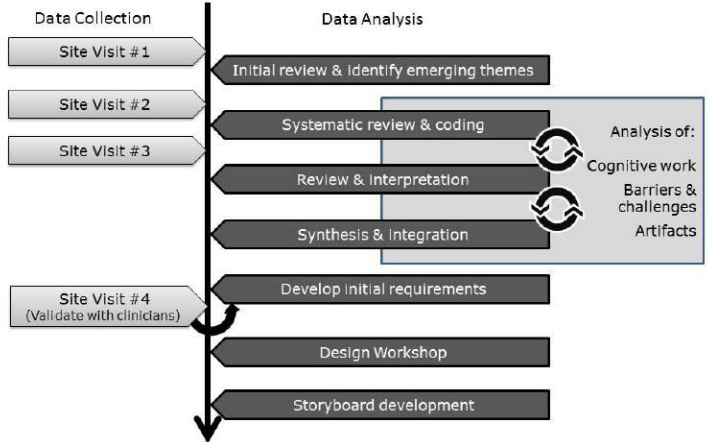 Data Collection
Data Analysis
Site Visit #1
Initial review & identify emerging themes
Site Visit #2
Systematic review & coding
Analysis of:
Site Visit #3
Cognitive work
Review & interpretation
Barriers &
challenges
Artifacts
Synthesis & integration
Develop initial requirements
Site Visit #4
(Validate with clinicians)
Design Workshop
Storyboard development